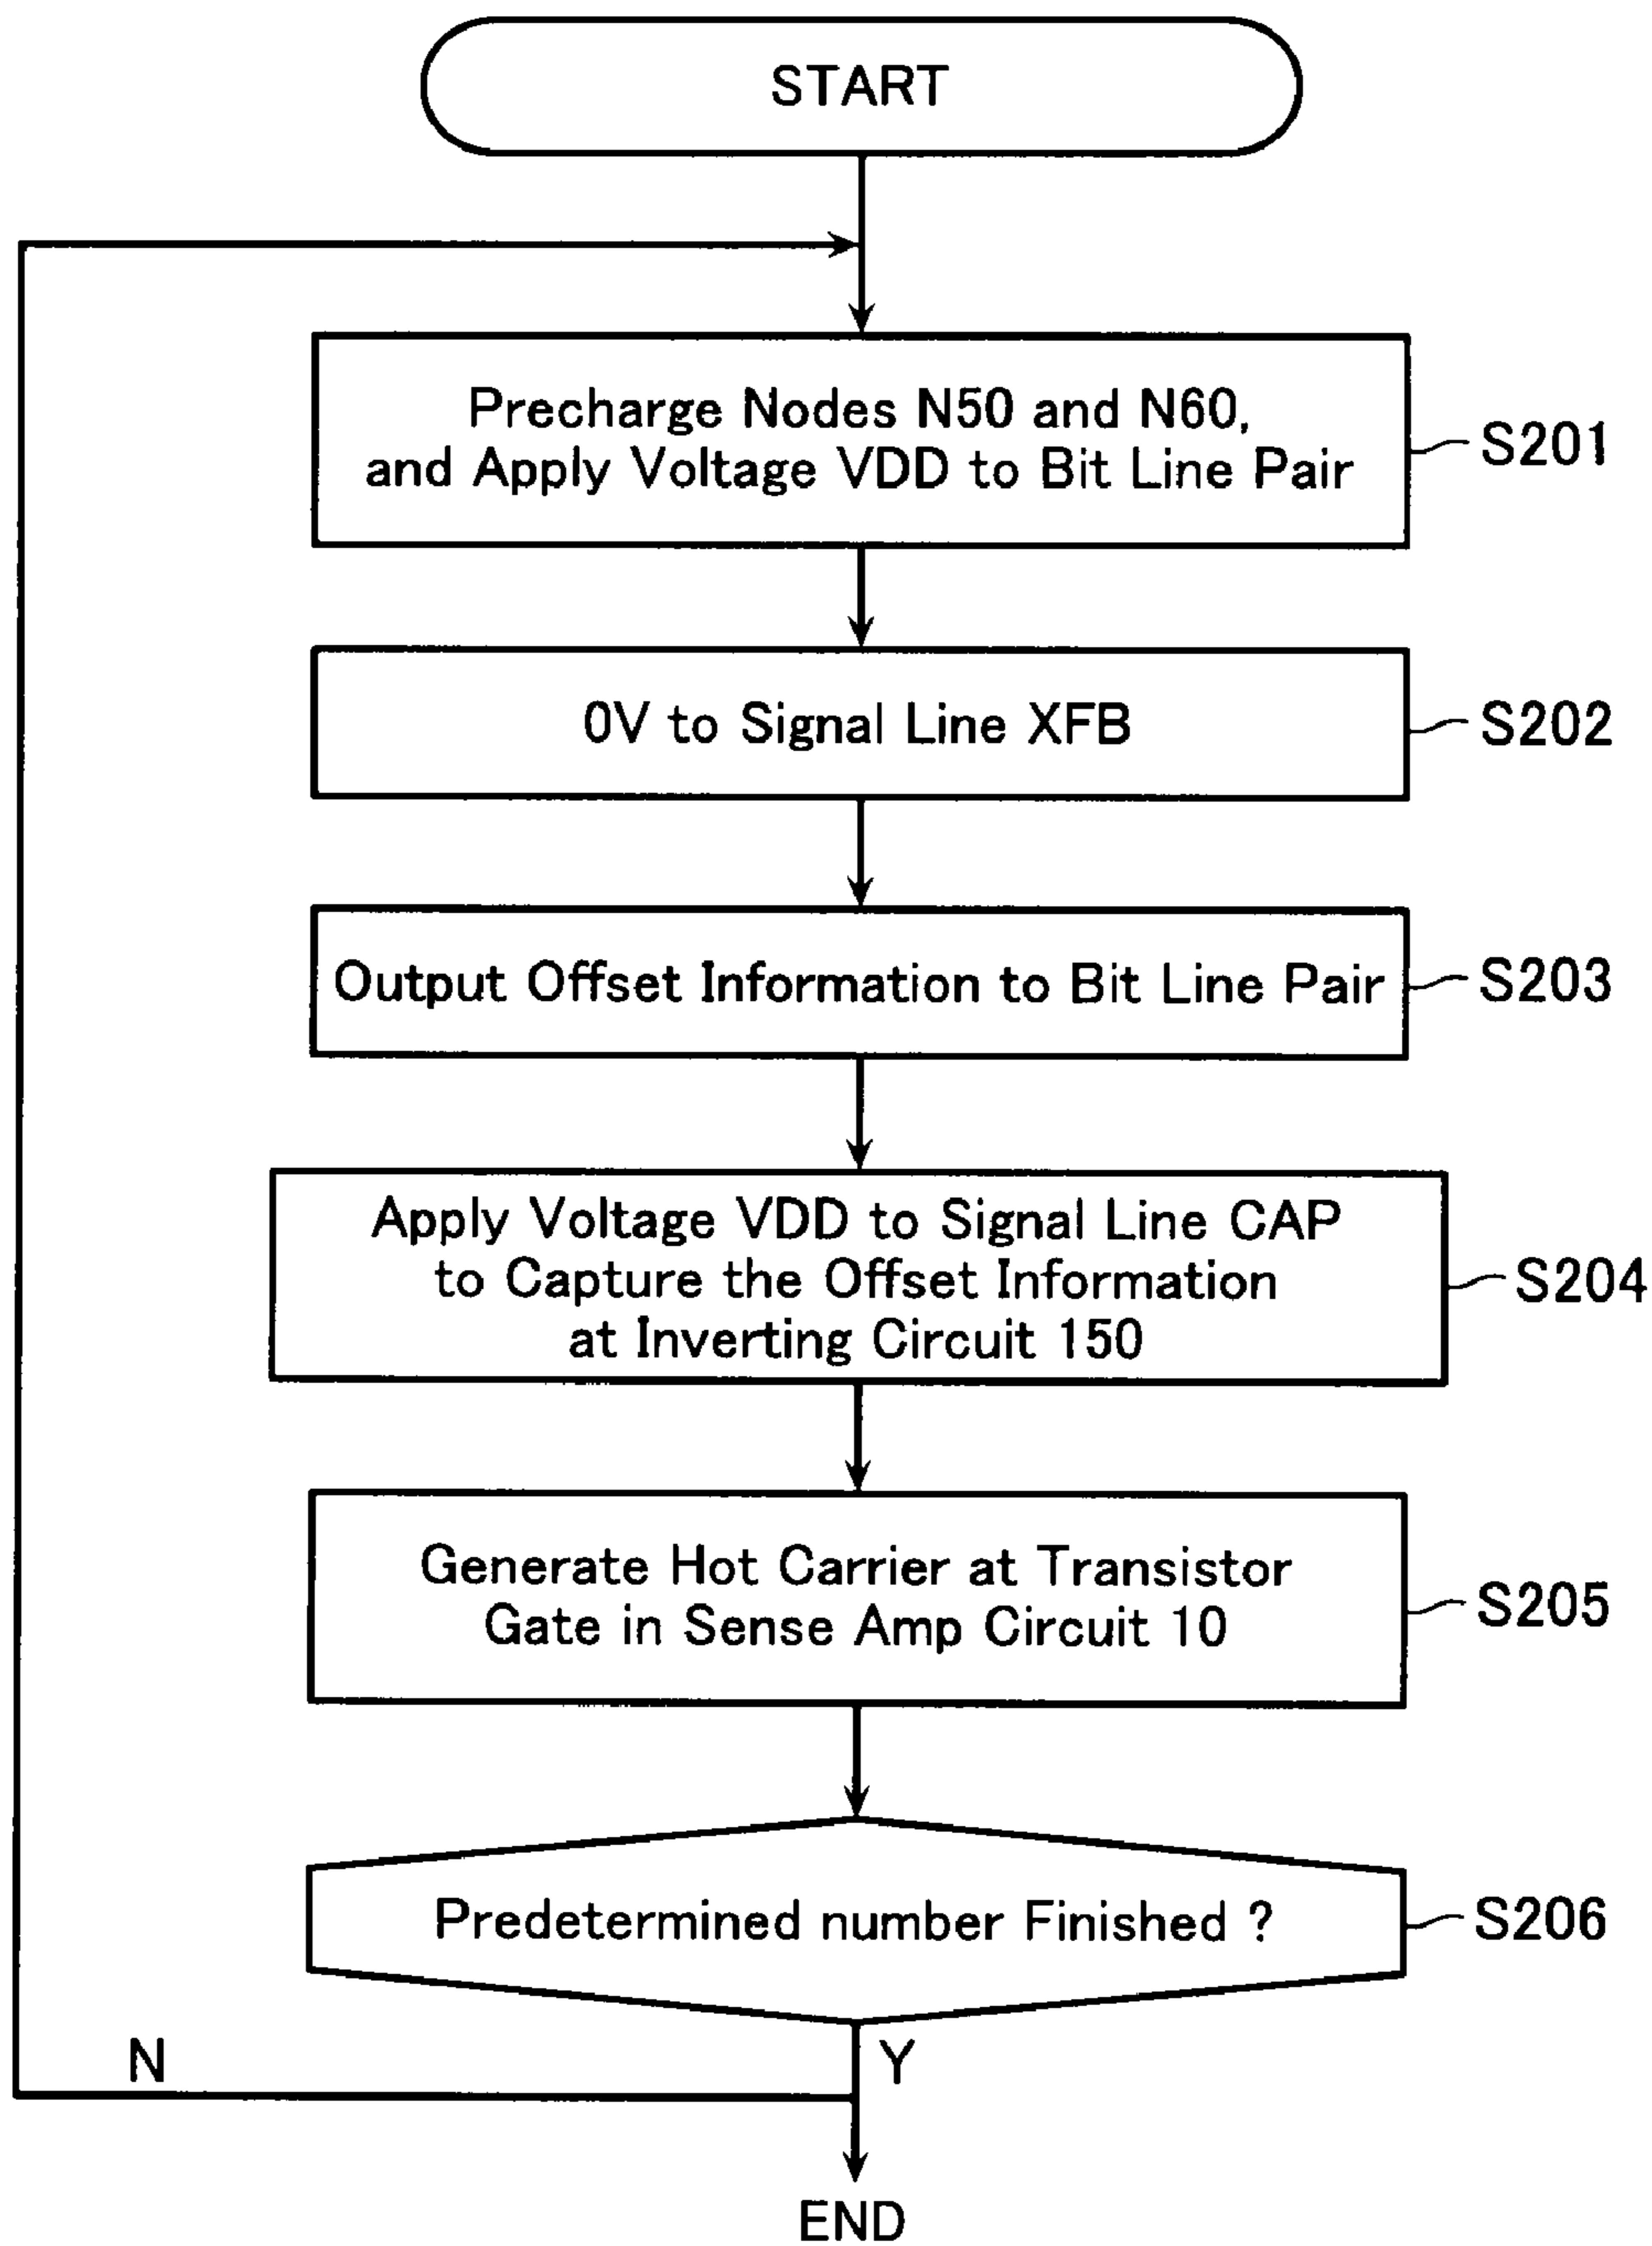 START
Precharge Nodes N50 and N60,
and Apply Voltage VDD to Bit Line Pair
S201
0V to Signal Line XFB
S202
Output Offset Information to Bit Line Pair
S203
Apply Voltage VDD to Signal Line CAP
to Capture the Offset Information
at Inverting Circuit 150
S204
Generate Hot Carrier at Transistor
Gate in Sense Amp Circuit 10
S205
Predetermined number Finished ?
S206
N
Y
END